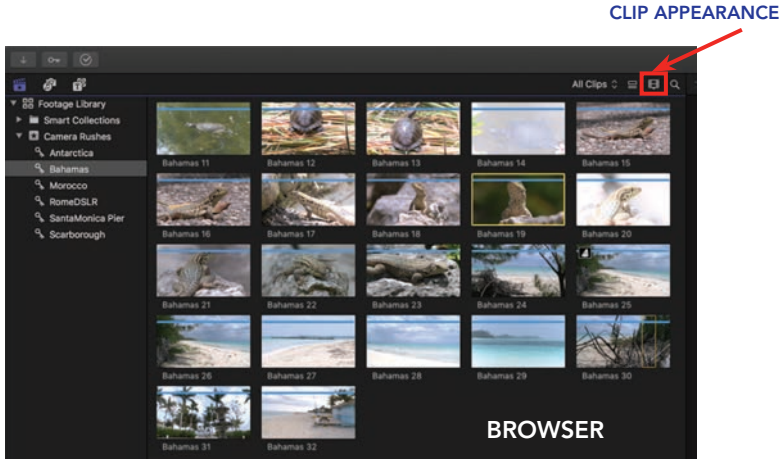 CLIP APPEARANCE
All Clips
Footage Library
Smart Collections
Camera Rushes
Antarctica
Bahamas
Morocco
RomeDSLR
SantaMonica Pier
Scarborough
Bahamas 11 Bahamas 12 Bahamas 13 Bahamas 14 Bahamas 15
Bahamas 16 Bahamas 17 Bahamas 18 Bahamas 19 Bahamas 20
Bahamas 21 Bahamas 22 Bahamas 23 Bahamas 24 Bahamas 25
Bahamas 26 Bahamas 27 Bahamas 28 Bahamas 29 Bahamas 30
Bahamas 31 Bahamas 32
BROWSER